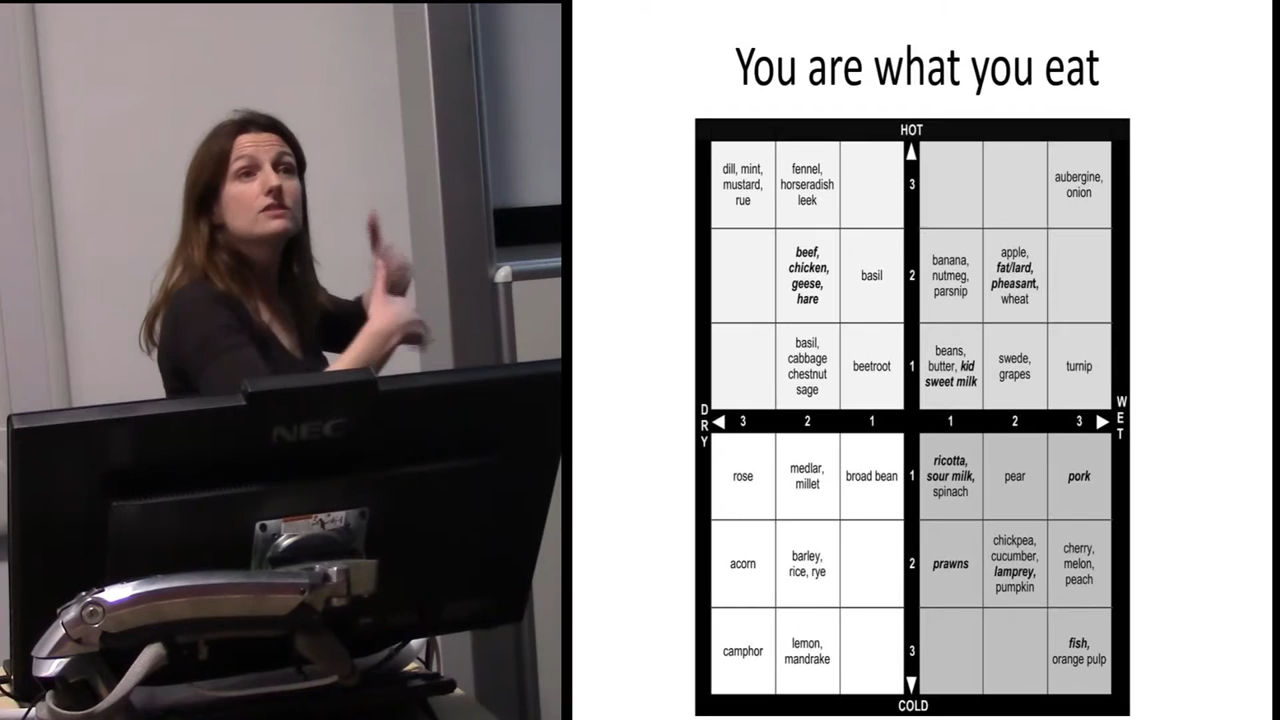 You are what you eat
HOT
dill, mint,
mustard,
rue
fennel,
horseradish
leek
3
aubergine,
onion
beef,
chicken,
geese,
hare
basil
2
banana,
nutmeg,
parsnip
apple,
fat/lard,
pheasant,
wheat
basil,
cabbage
chestnut
sage
beetroot
1
beans,
butter, kid
sweet milk
swede,
grapes
turnip
DRY
3
2
1
1
2
3
WET
rose
medlar,
millet
broad bean
1
ricotta,
sour milk,
spinach
pear
pork
acorn
barley,
rice, rye
2
prawns
chickpea,
cucumber,
lamprey,
pumpkin
cherry,
melon,
peach
camphor
lemon,
mandrake
3
fish,
orange pulp
COLD
NEC